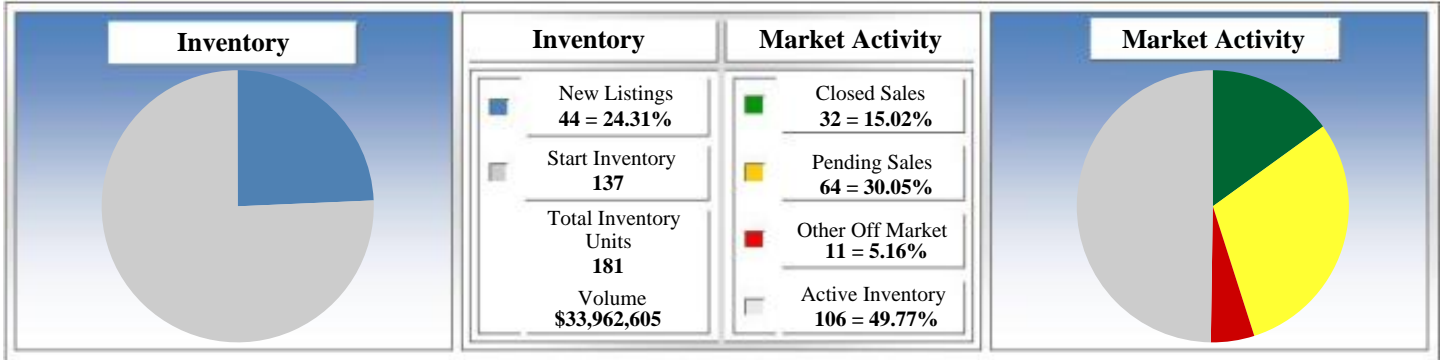 Inventory
Inventory
New Listings
44 = 24.31%
Start Inventory
137
Total Inventory
Units
181
Volume
$33,962,605
Market Activity
Closed Sales
32 = 15.02%
Pending Sales
64 = 30.05%
Other Off Market
11 = 5.16%
Active Inventory
106 = 49.77%
Market Activity